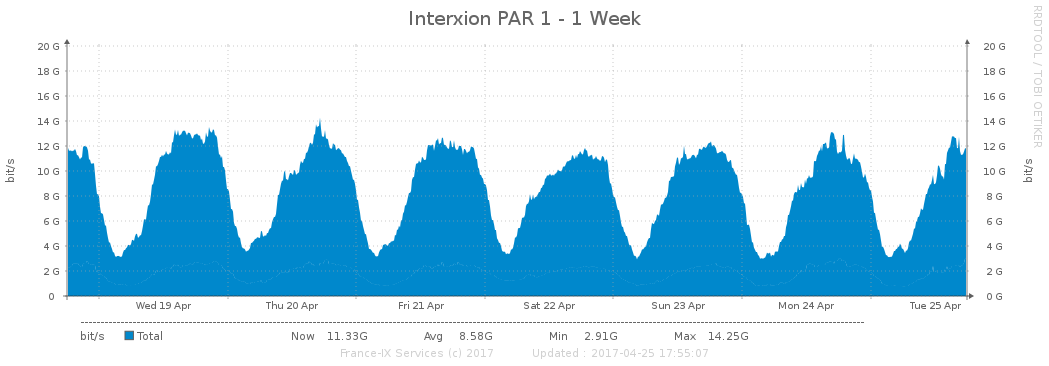 Interxion PAR 1 - 1 Week
RRDTOOL / TOBI OETIKER
20 G 20 G
18 G 18 G
16 G 16 G
14 G 14 G
12 G 12 G
10 G 10 G
8 G 8 G
6 G 6 G
4 G 4 G
2 G 2 G
0 0 G
bit/s bit/s
Wed 19 Apr Thu 20 Apr Fri 21 Apr Sat 22 Apr Sun 23 Apr Mon 24 Apr Tue 25 Apr
bit/s Total Now 11.33G Avg 8.58G Min 2.91G Max 14.25G
France-IX Services (c) 2017 Updated : 2017-04-25 17:55:07